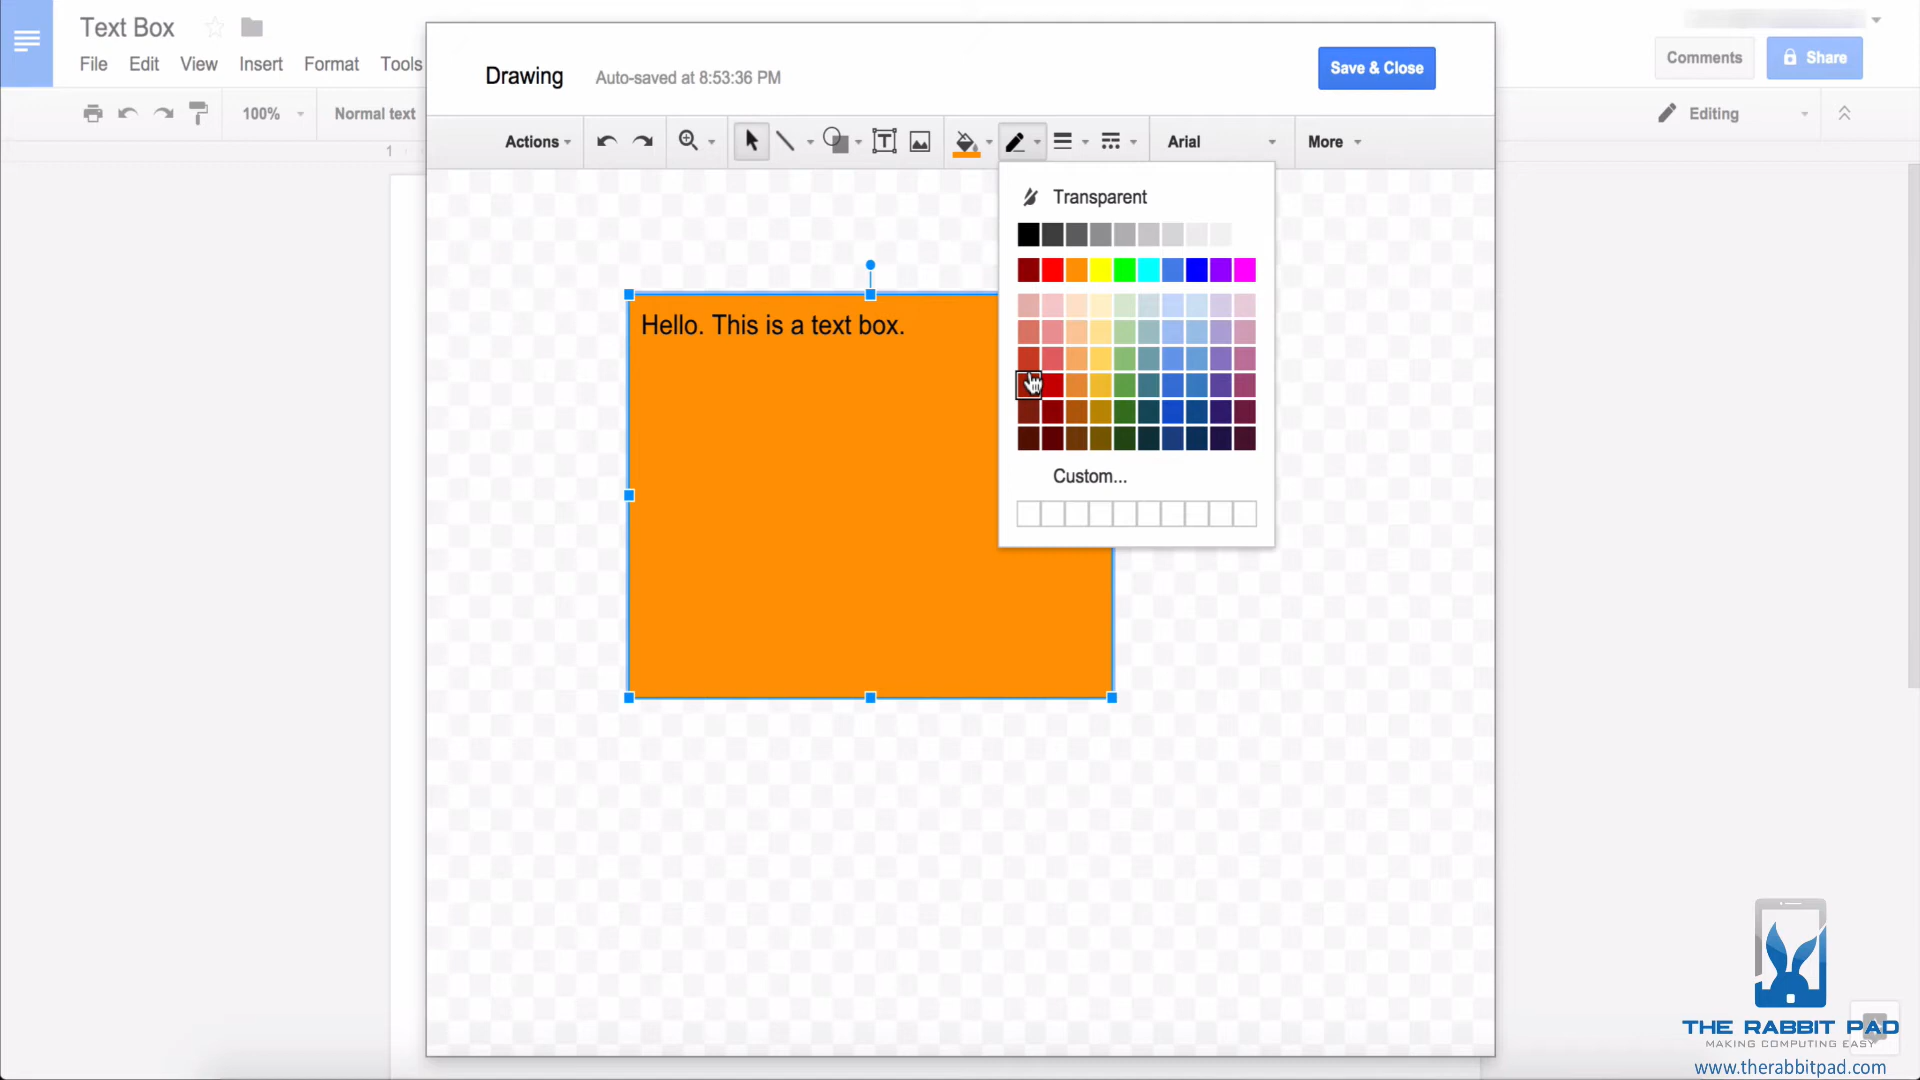 Text Box
File Edit View Insert Format Tools
Comments
Share
100%
Normal text
Editing
1
Drawing
Auto-saved at 8:53:36 PM
Save & Close
Actions
T
Arial
More
Transparent
Hello. This is a text box.
Custom...
THE RABBIT PAD
MAKING COMPUTING EASY
www.therabbitpad.com